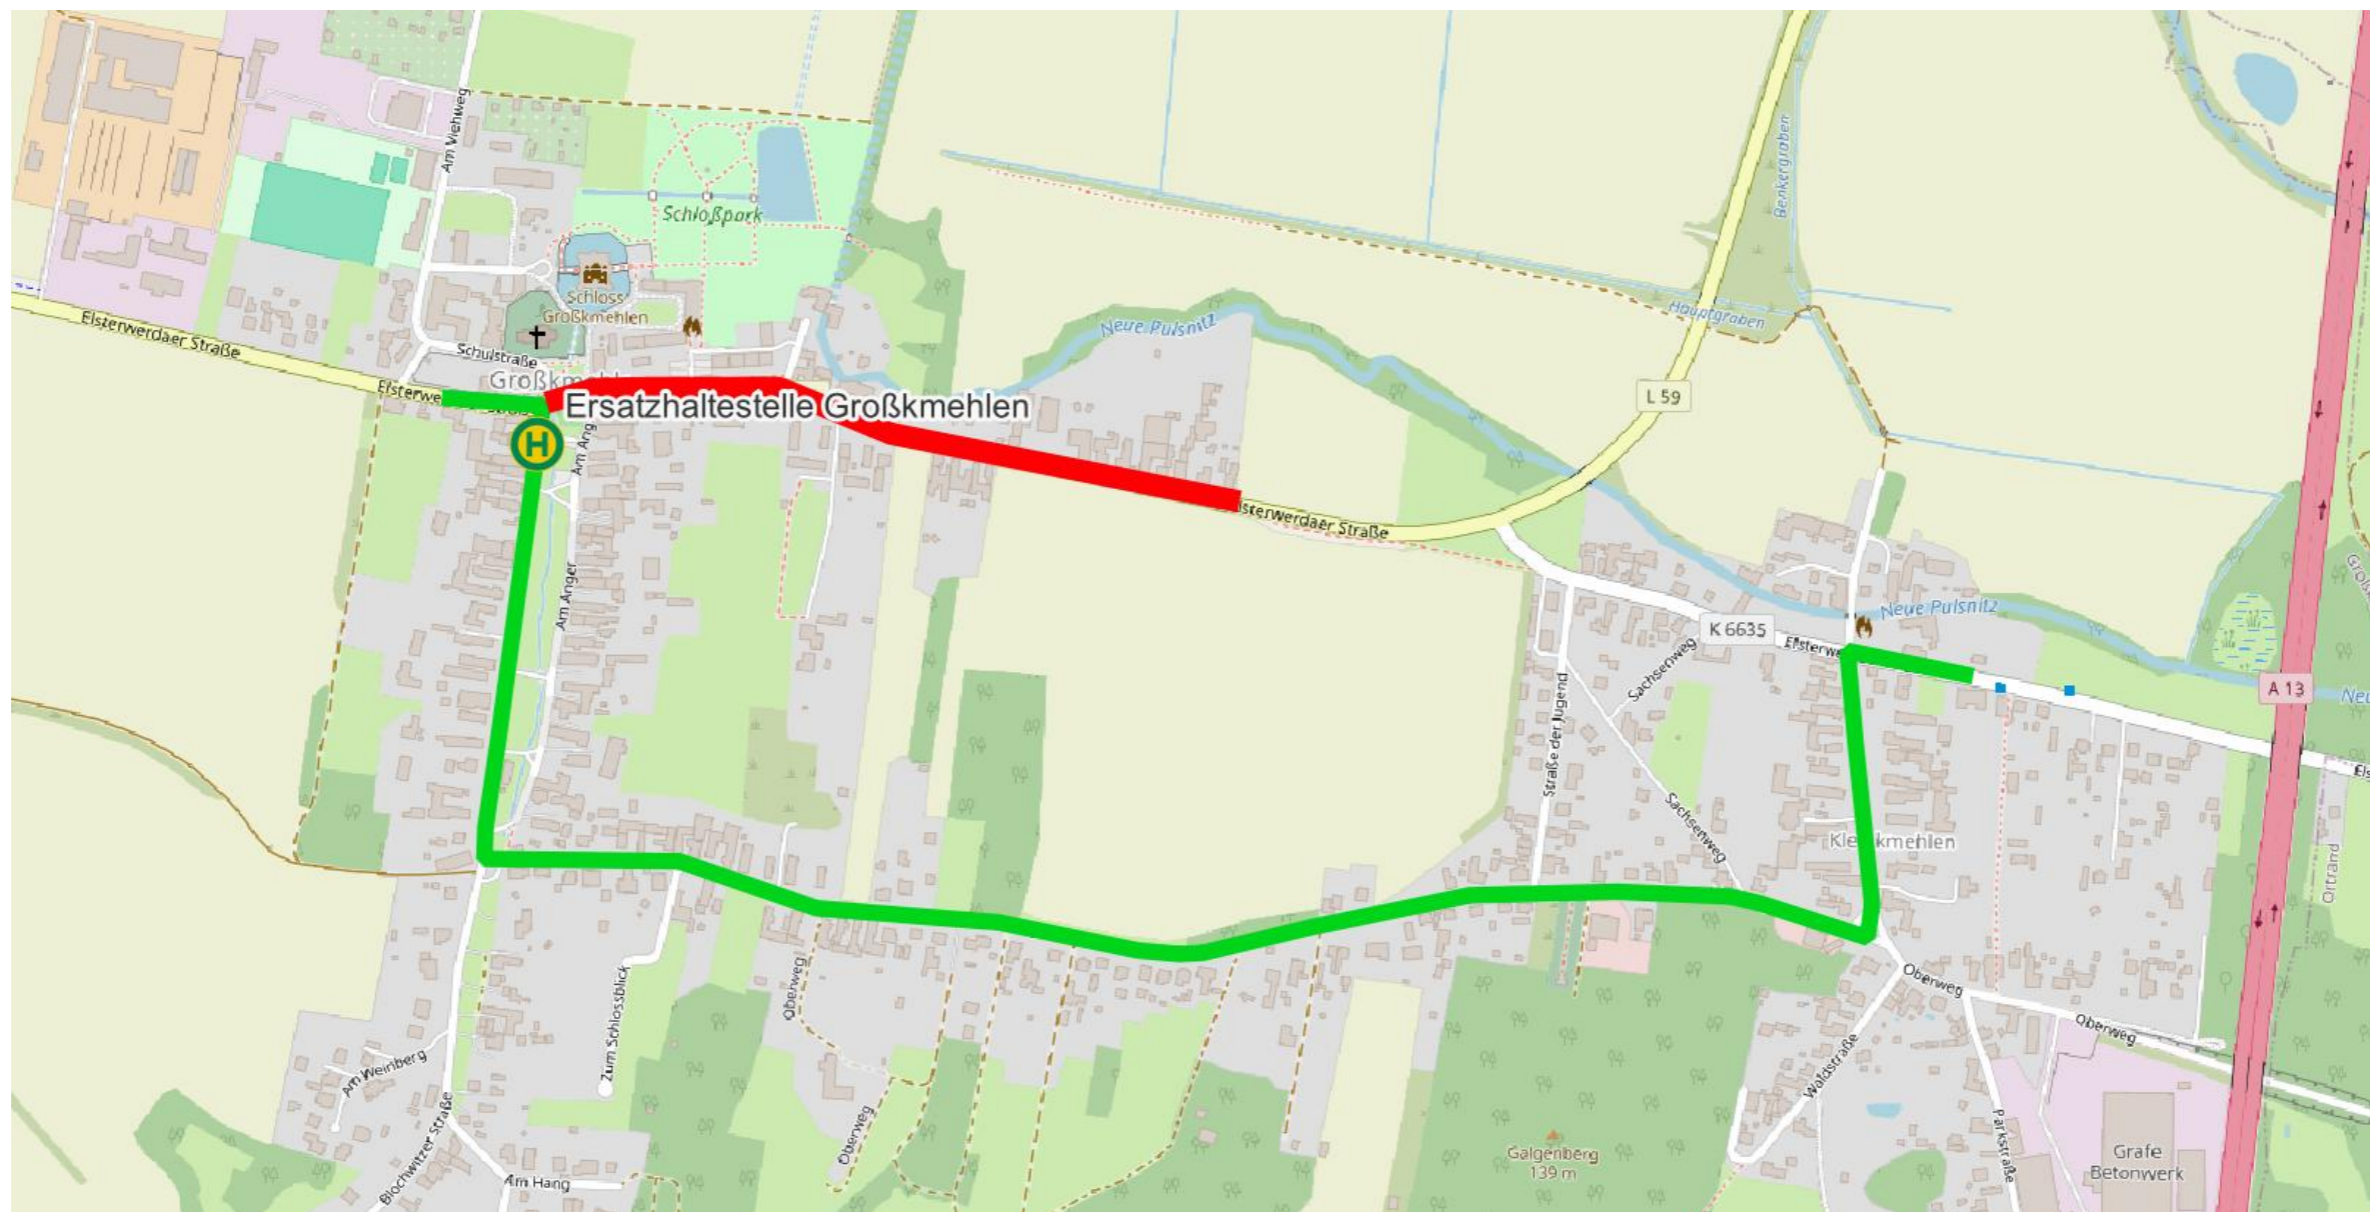 Am Viehweg
Schloßpark
Benkergraben
Schloss
Großkmehlen
Neue Pulsnitz
Hauptgraben
Elsterwerdaer Straße
Schulstraße
L 59
Ersatzhaltestelle Großkmehlen
H
Am Anger
Elsterwerdaer Straße
Neue Pulsnitz
K 6635
Sachsenweg
A 13
Straße der Jugend
Sachsenweg
Ortrand
Oberweg
Oberweg
Oberweg
Zum Schlossblick
Am Weinberg
Waldstraße
Parkstraße
Oberweg
Blochwitzer Straße
Galgenberg
139 m
Grafe
Betonwerk
Am Hang